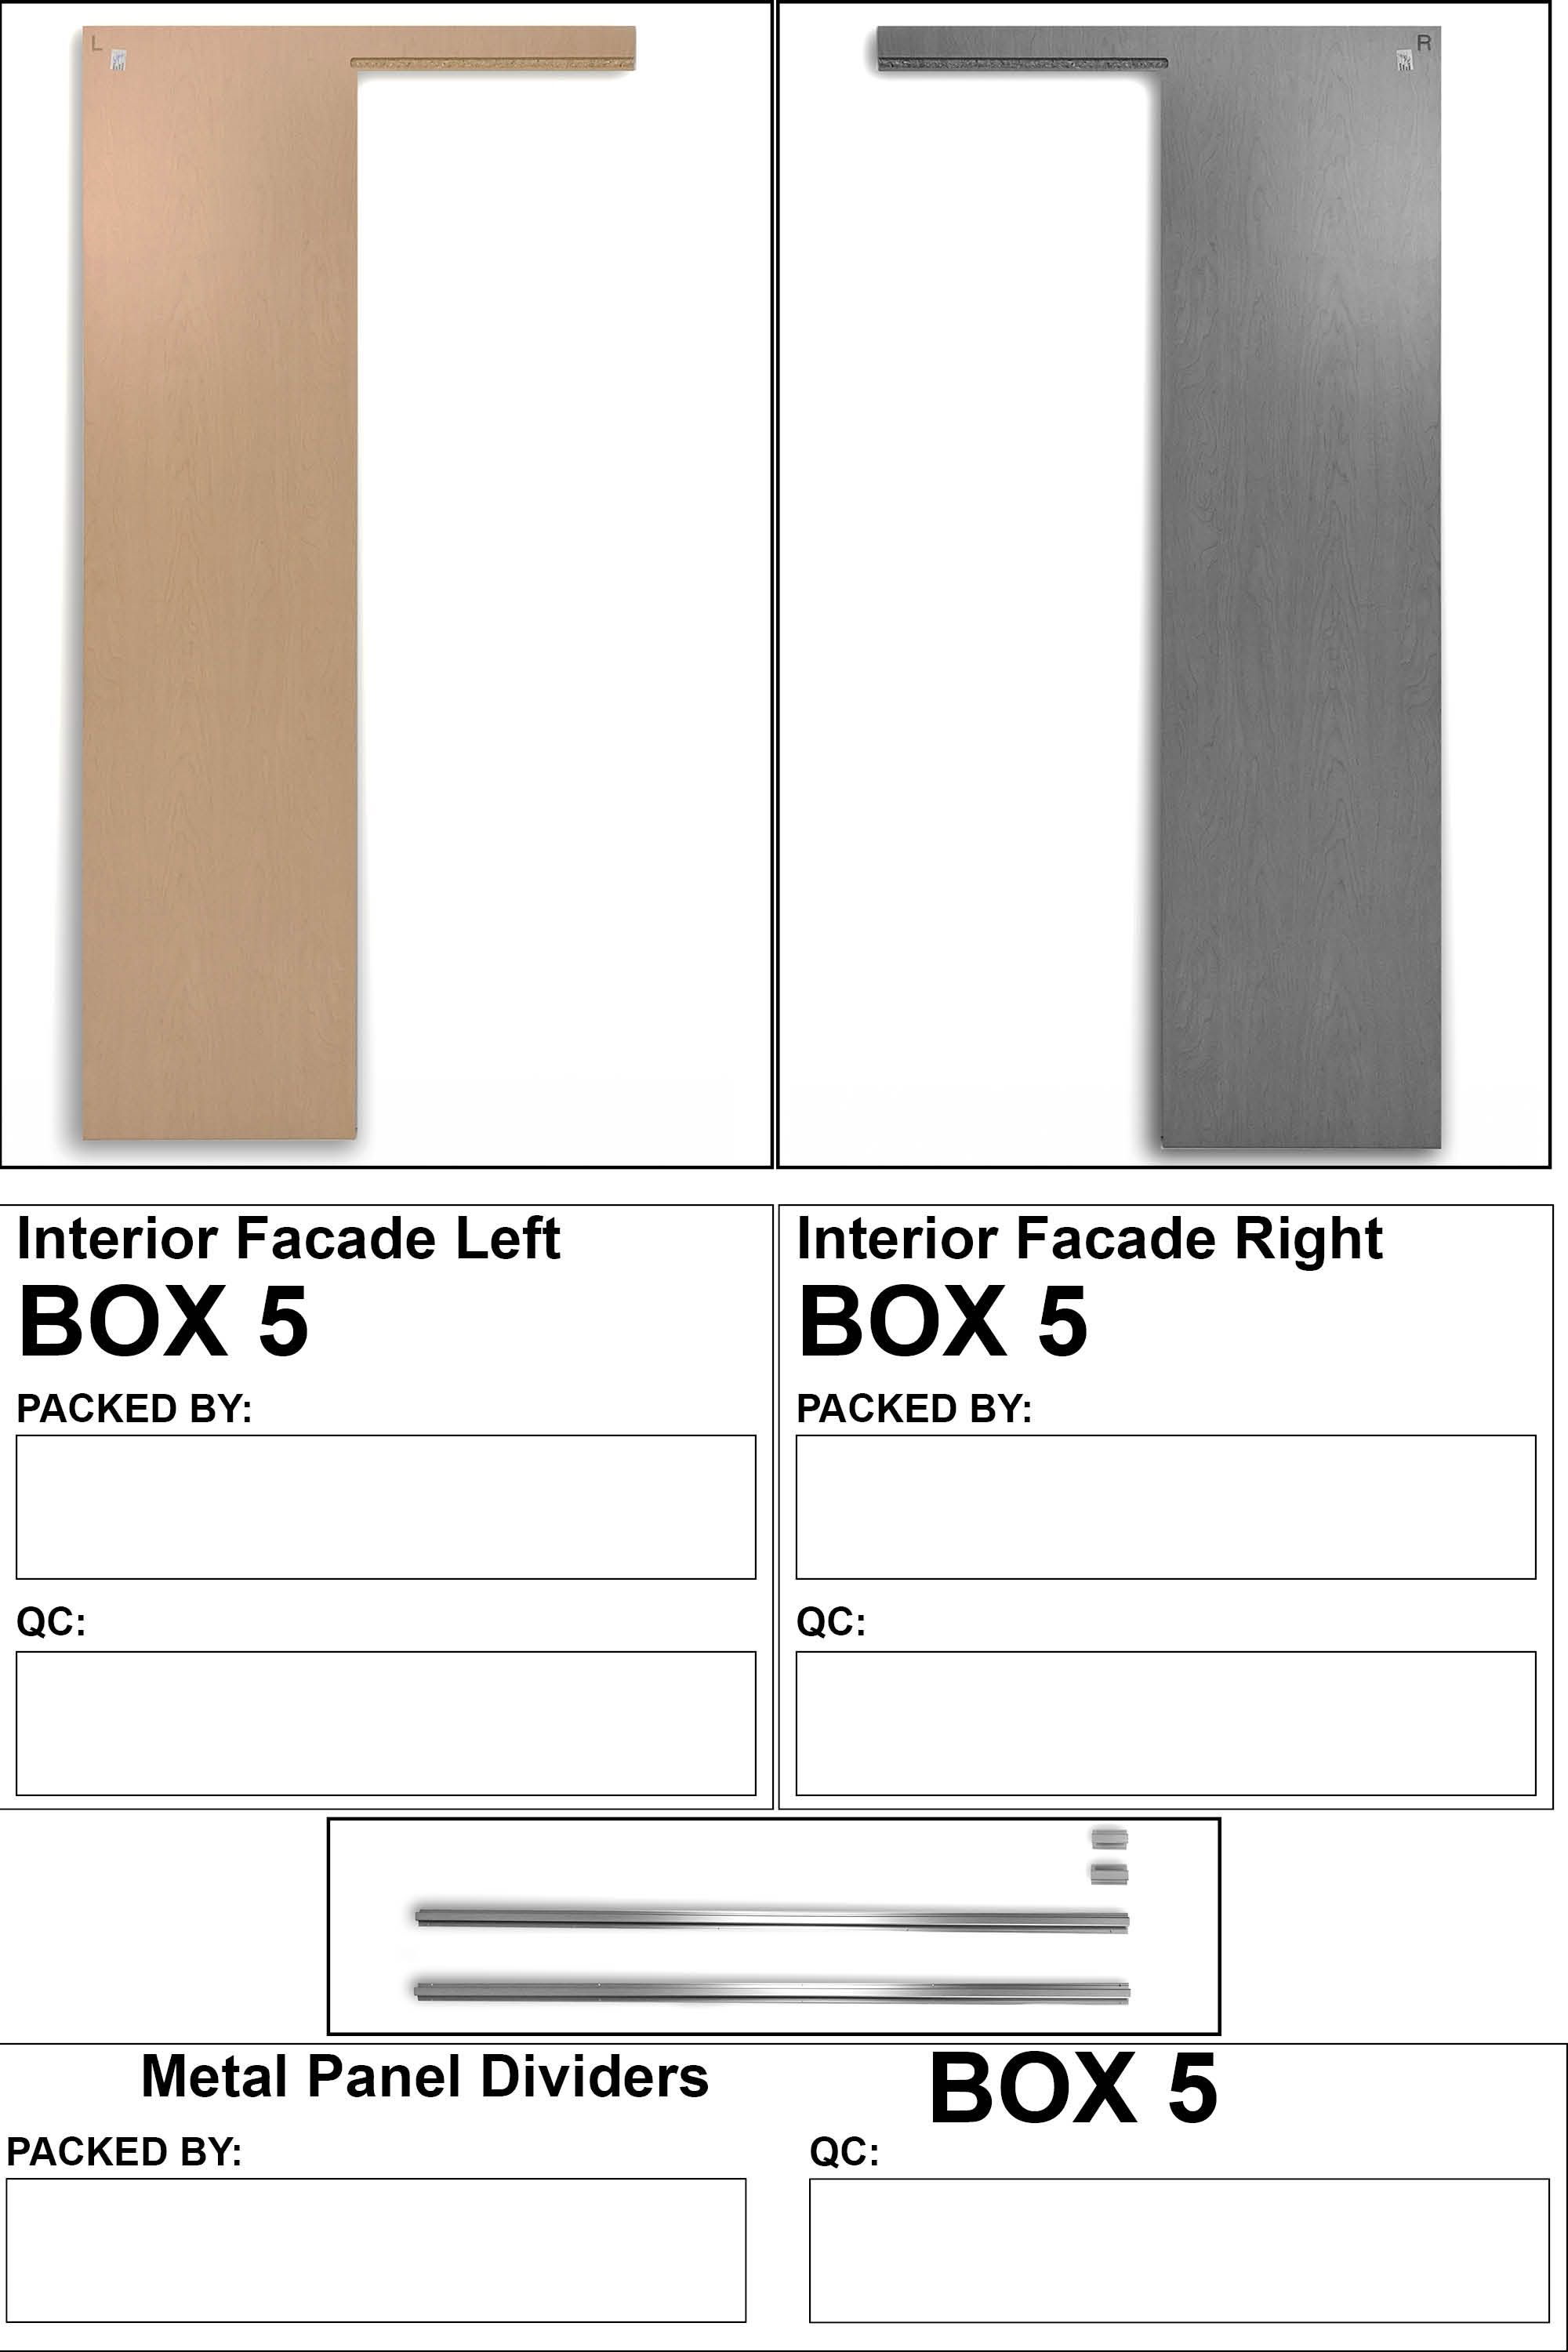 L
R
Interior Facade Left
BOX 5
PACKED BY:
QC:
Interior Facade Right
BOX 5
PACKED BY:
QC:
Metal Panel Dividers
BOX 5
PACKED BY:
QC: